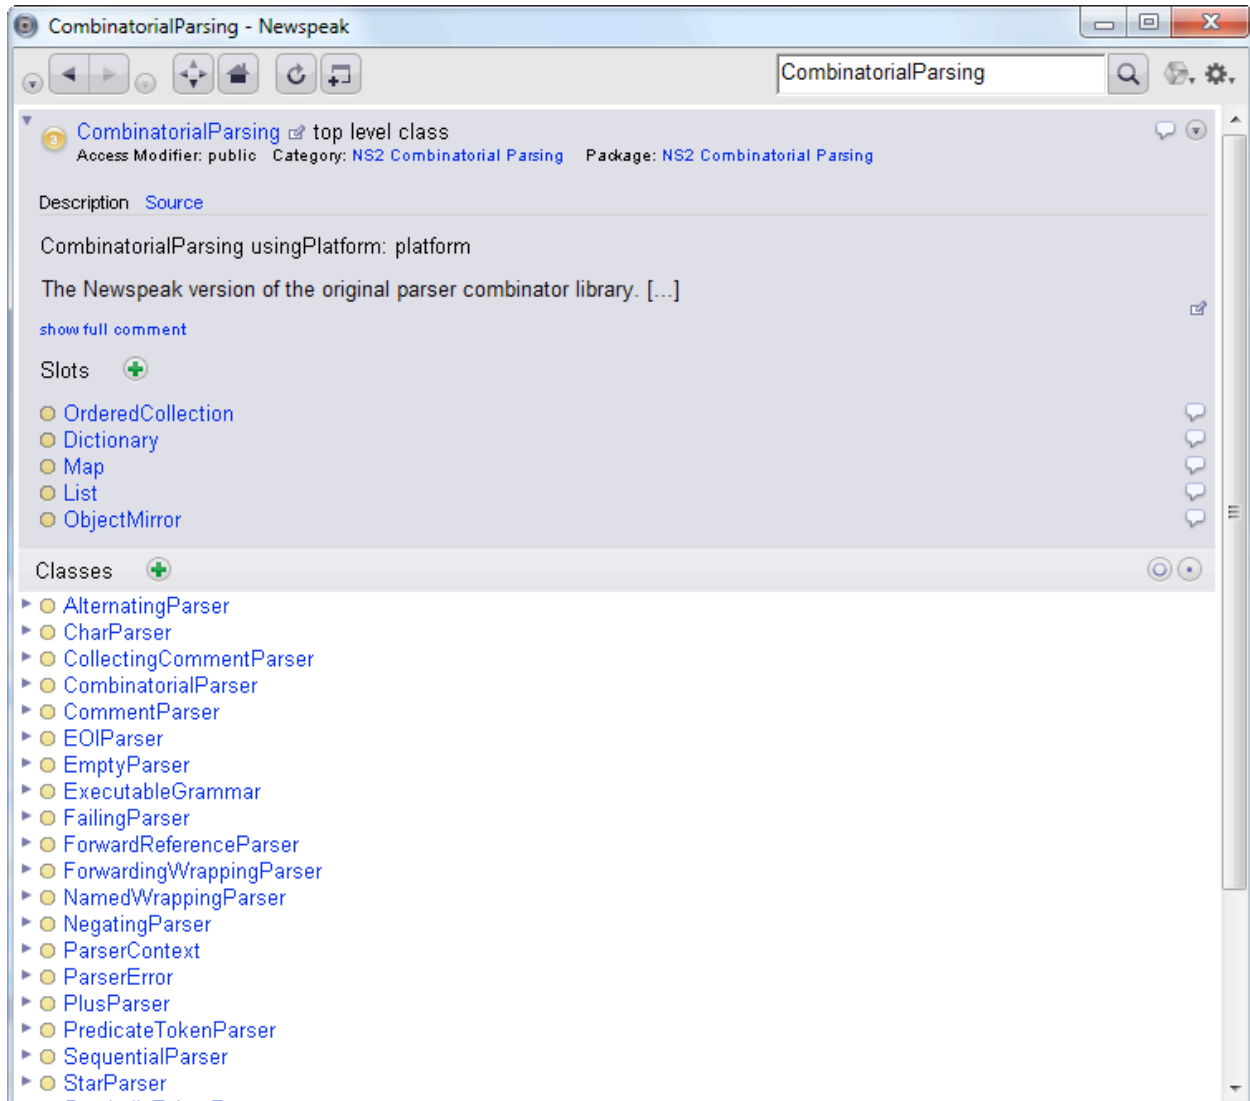 CombinatorialParsing - Newspeak
CombinatorialParsing
3 CombinatorialParsing top level class
Access Modifier: public Category: NS2 Combinatorial Parsing Package: NS2 Combinatorial Parsing
Description Source
CombinatorialParsing usingPlatform: platform
The Newspeak version of the original parser combinator library. [...]
show full comment
Slots
OrderedCollection
Dictionary
Map
List
ObjectMirror
Classes
AlternatingParser
CharParser
CollectingCommentParser
CombinatorialParser
CommentParser
EOIParser
EmptyParser
ExecutableGrammar
FailingParser
ForwardReferenceParser
ForwardingWrappingParser
NamedWrappingParser
NegatingParser
ParserContext
ParserError
PlusParser
PredicateTokenParser
SequentialParser
StarParser